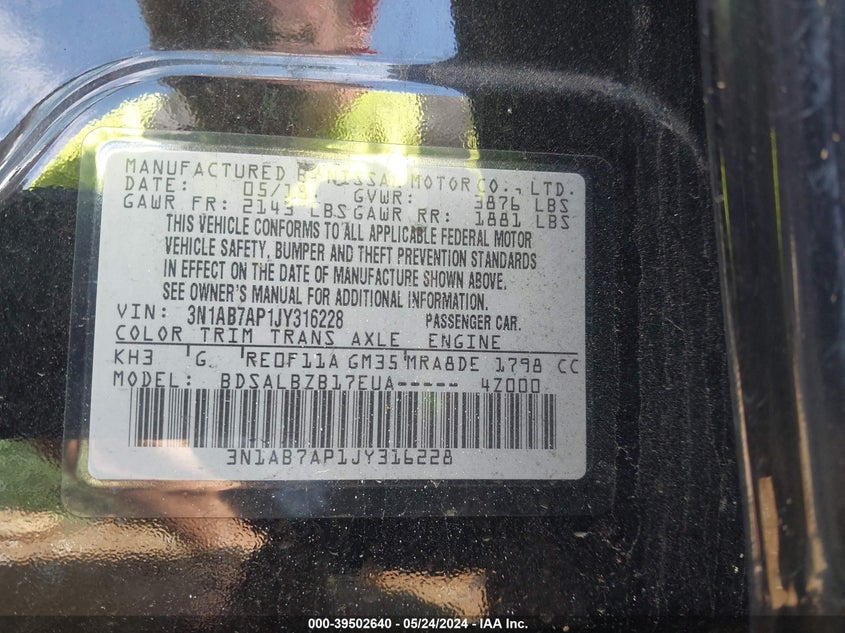 MANUFACTURED BY NISSAN MOTOR CO., LTD.
DATE: 05/18 GVWR: 3876 LBS
GAWR FR: 2143 LBS GAWR RR: 1881 LBS
THIS VEHICLE CONFORMS TO ALL APPLICABLE FEDERAL MOTOR
VEHICLE SAFETY, BUMPER AND THEFT PREVENTION STANDARDS
IN EFFECT ON THE DATE OF MANUFACTURE SHOWN ABOVE.
SEE OWNER'S MANUAL FOR ADDITIONAL INFORMATION.
VIN: 3N1AB7AP1JY316228 PASSENGER CAR.
COLOR TRIM TRANS AXLE ENGINE
KH3 G RE0F11A GM35 MRA8DE 1798 CC
MODEL: BDSALBZB17EUA----- 4Z000
3N1AB7AP1JY316228
000-39502640 - 05/24/2024 - IAA Inc.